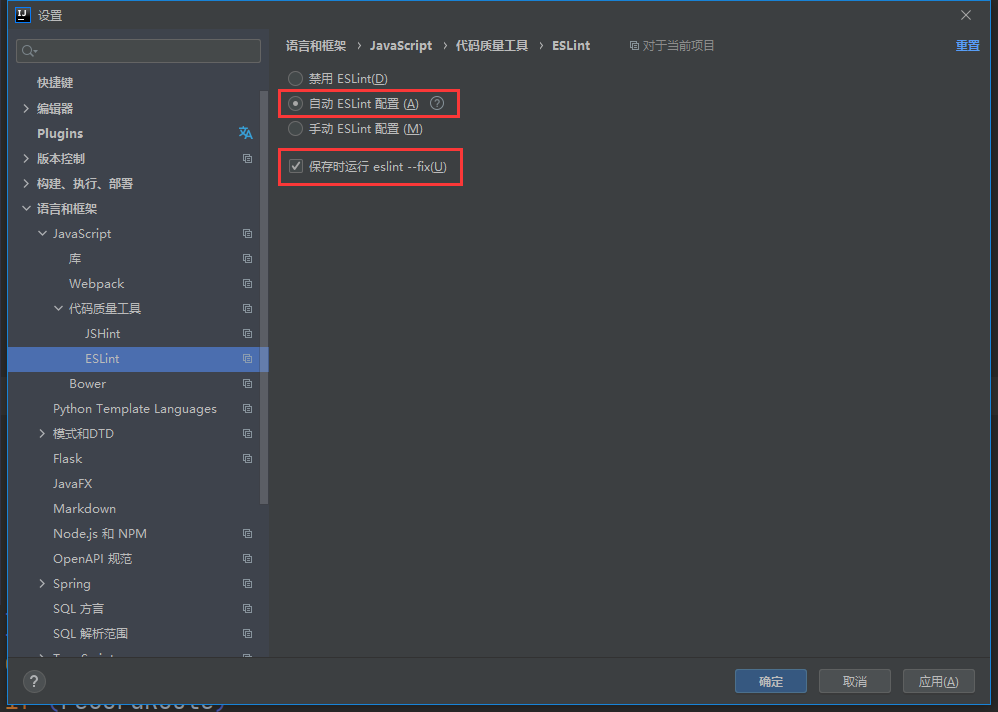 IJ 设置
语言和框架 › JavaScript › 代码质量工具 › ESLint 对于当前项目 重置
快捷键
编辑器
Plugins
版本控制
构建、执行、部署
语言和框架
JavaScript
库
Webpack
代码质量工具
JSHint
ESLint
Bower
Python Template Languages
模式和DTD
Flask
JavaFX
Markdown
Node.js 和 NPM
OpenAPI 规范
Spring
SQL 方言
SQL 解析范围
禁用 ESLint(D)
自动 ESLint 配置 (A) ?
手动 ESLint 配置 (M)
保存时运行 eslint --fix(U)
? 确定 取消 应用(A)